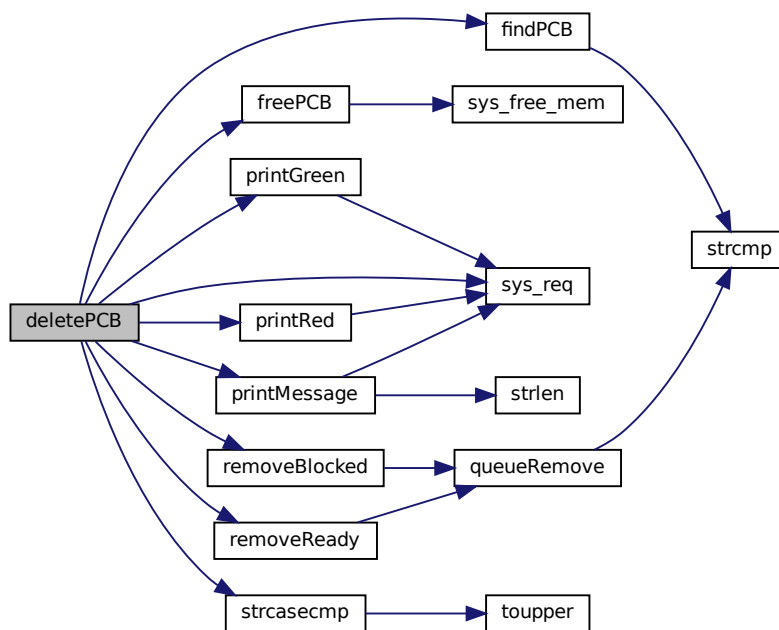 findPCB
freePCB
sys_free_mem
printGreen
strcmp
sys_req
deletePCB
printRed
printMessage
strlen
removeBlocked
queueRemove
removeReady
strcasecmp
toupper